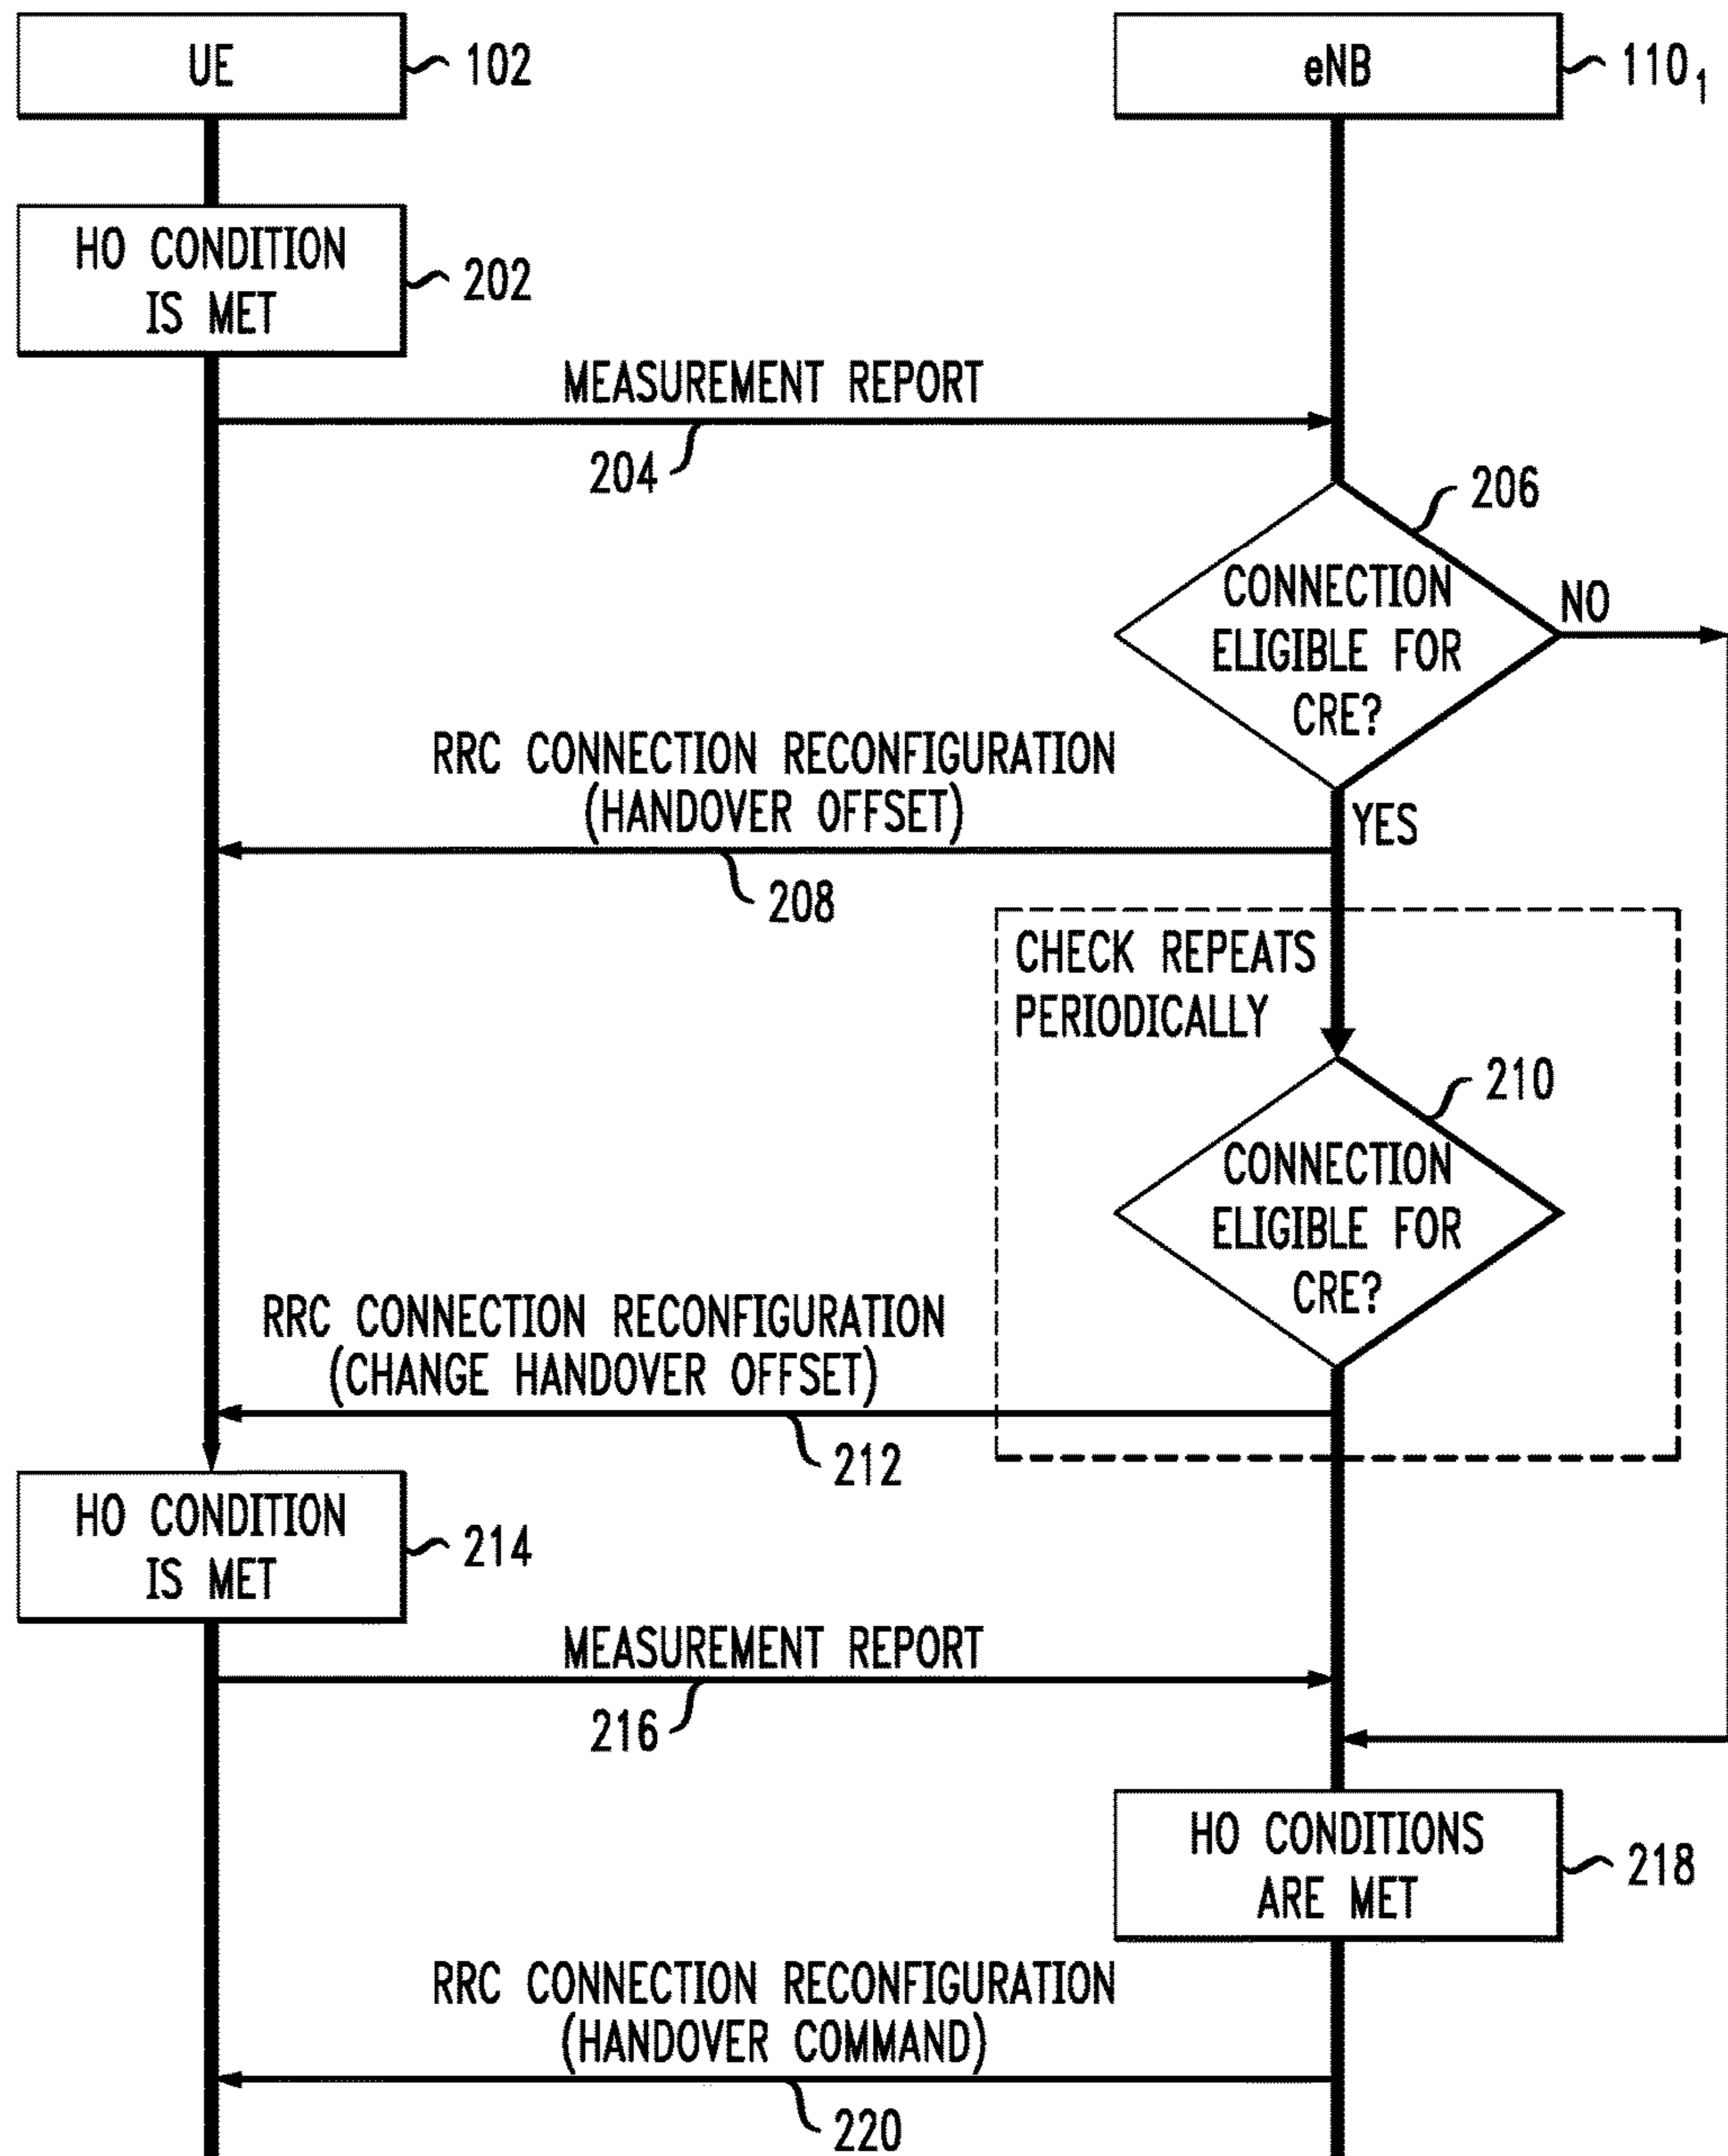 UE
102
eNB
110₁
HO CONDITION
IS MET
202
MEASUREMENT REPORT
204
206
CONNECTION
ELIGIBLE FOR
CRE?
NO
RRC CONNECTION RECONFIGURATION
(HANDOVER OFFSET)
YES
208
CHECK REPEATS
PERIODICALLY
210
CONNECTION
ELIGIBLE FOR
CRE?
RRC CONNECTION RECONFIGURATION
(CHANGE HANDOVER OFFSET)
212
HO CONDITION
IS MET
214
MEASUREMENT REPORT
216
HO CONDITIONS
ARE MET
218
RRC CONNECTION RECONFIGURATION
(HANDOVER COMMAND)
220